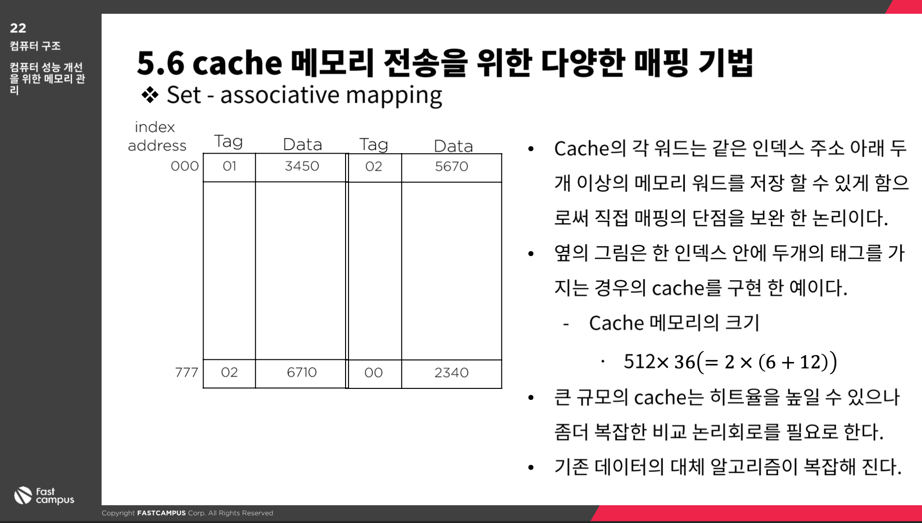 22
컴퓨터 구조
컴퓨터 성능 개선
을 위한 메모리 관
리
5.6 cache 메모리 전송을 위한 다양한 매핑 기법
❖ Set - associative mapping
index
address Tag Data Tag Data
000 01 3450 02 5670
777 02 6710 00 2340
• Cache의 각 워드는 같은 인덱스 주소 아래 두
개 이상의 메모리 워드를 저장 할 수 있게 함으
로써 직접 매핑의 단점을 보완 한 논리이다.
• 옆의 그림은 한 인덱스 안에 두개의 태그를 가
지는 경우의 cache를 구현 한 예이다.
- Cache 메모리의 크기
· 512× 36(= 2 × (6 + 12))
• 큰 규모의 cache는 히트율을 높일 수 있으나
좀더 복잡한 비교 논리회로를 필요로 한다.
• 기존 데이터의 대체 알고리즘이 복잡해 진다.
Fast
campus
Copyright FASTCAMPUS Corp. All Rights Reserved